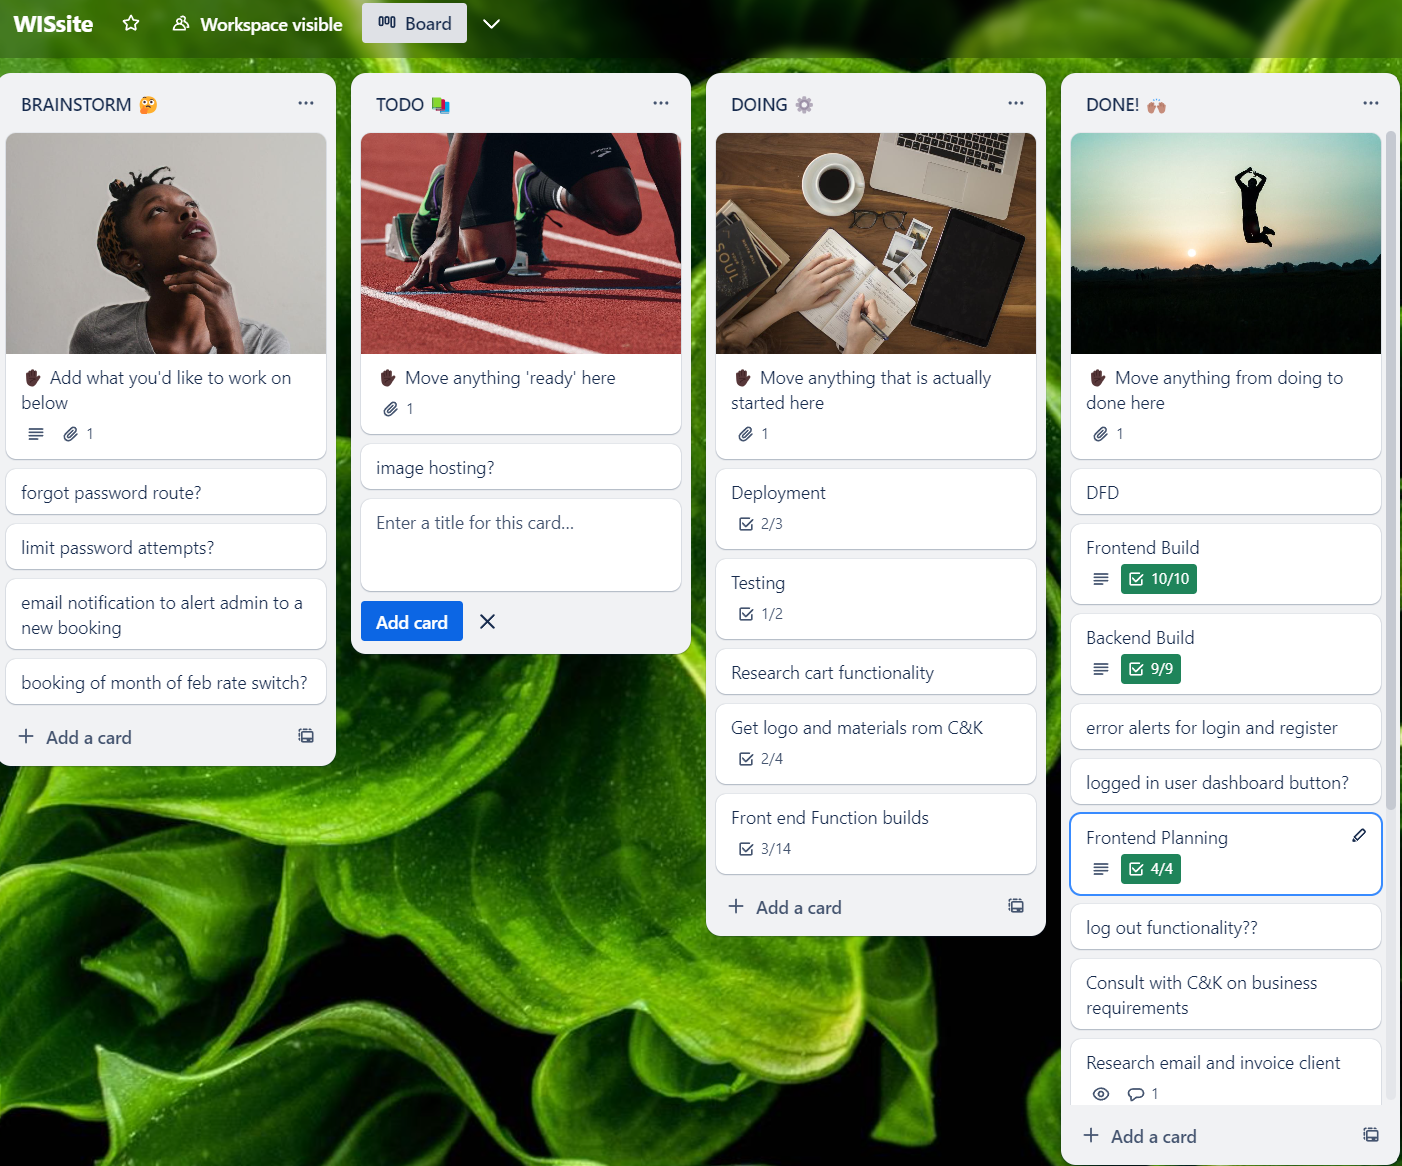 WISsite
Workspace visible
Board
BRAINSTORM
Add what you'd like to work on
below
1
forgot password route?
limit password attempts?
email notification to alert admin to a
new booking
booking of month of feb rate switch?
Add a card
TODO
Move anything 'ready' here
1
image hosting?
Enter a title for this card...
Add card
DOING
SOUL
Move anything that is actually
started here
1
Deployment
2/3
Testing
1/2
Research cart functionality
Get logo and materials rom C&K
2/4
Front end Function builds
3/14
Add a card
DONE!
Move anything from doing to
done here
1
DFD
Frontend Build
10/10
Backend Build
9/9
error alerts for login and register
logged in user dashboard button?
Frontend Planning
4/4
log out functionality??
Consult with C&K on business
requirements
Research email and invoice client
1
Add a card